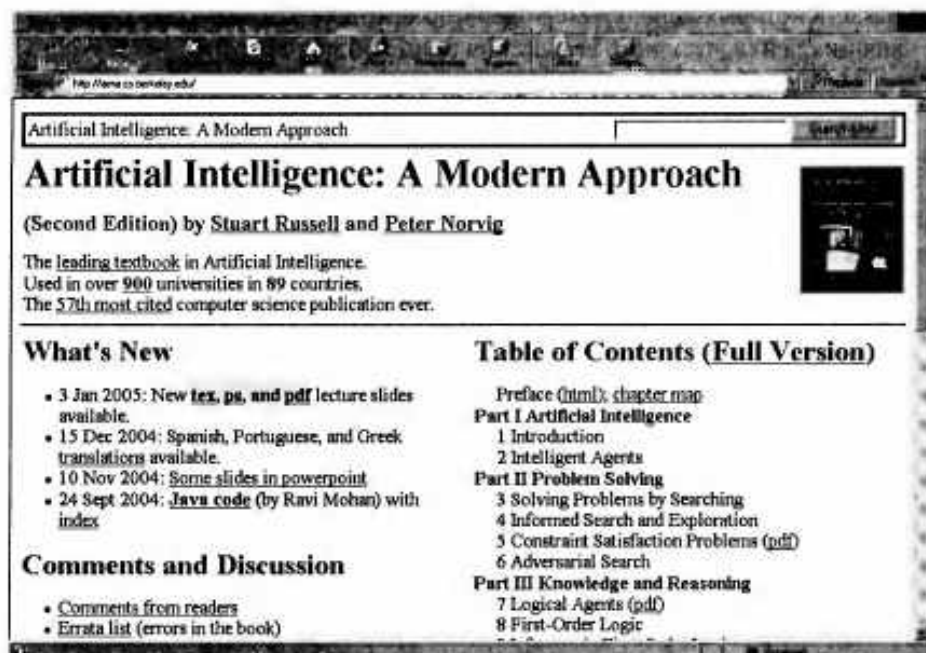 http://aima.cs.berkeley.edu/
Artificial Intelligence: A Modern Approach
Artificial Intelligence: A Modern Approach
(Second Edition) by Stuart Russell and Peter Norvig
The leading textbook in Artificial Intelligence.
Used in over 900 universities in 89 countries.
The 57th most cited computer science publication ever.
What's New
• 3 Jan 2005: New tex, ps, and pdf lecture slides
available.
• 15 Dec 2004: Spanish, Portuguese, and Greek
translations available.
• 10 Nov 2004: Some slides in powerpoint
• 24 Sept 2004: Java code (by Ravi Mohan) with
index
Comments and Discussion
• Comments from readers
• Errata list (errors in the book)
Table of Contents (Full Version)
Preface (html); chapter map
Part I Artificial Intelligence
1 Introduction
2 Intelligent Agents
Part II Problem Solving
3 Solving Problems by Searching
4 Informed Search and Exploration
5 Constraint Satisfaction Problems (pdf)
6 Adversarial Search
Part III Knowledge and Reasoning
7 Logical Agents (pdf)
8 First-Order Logic